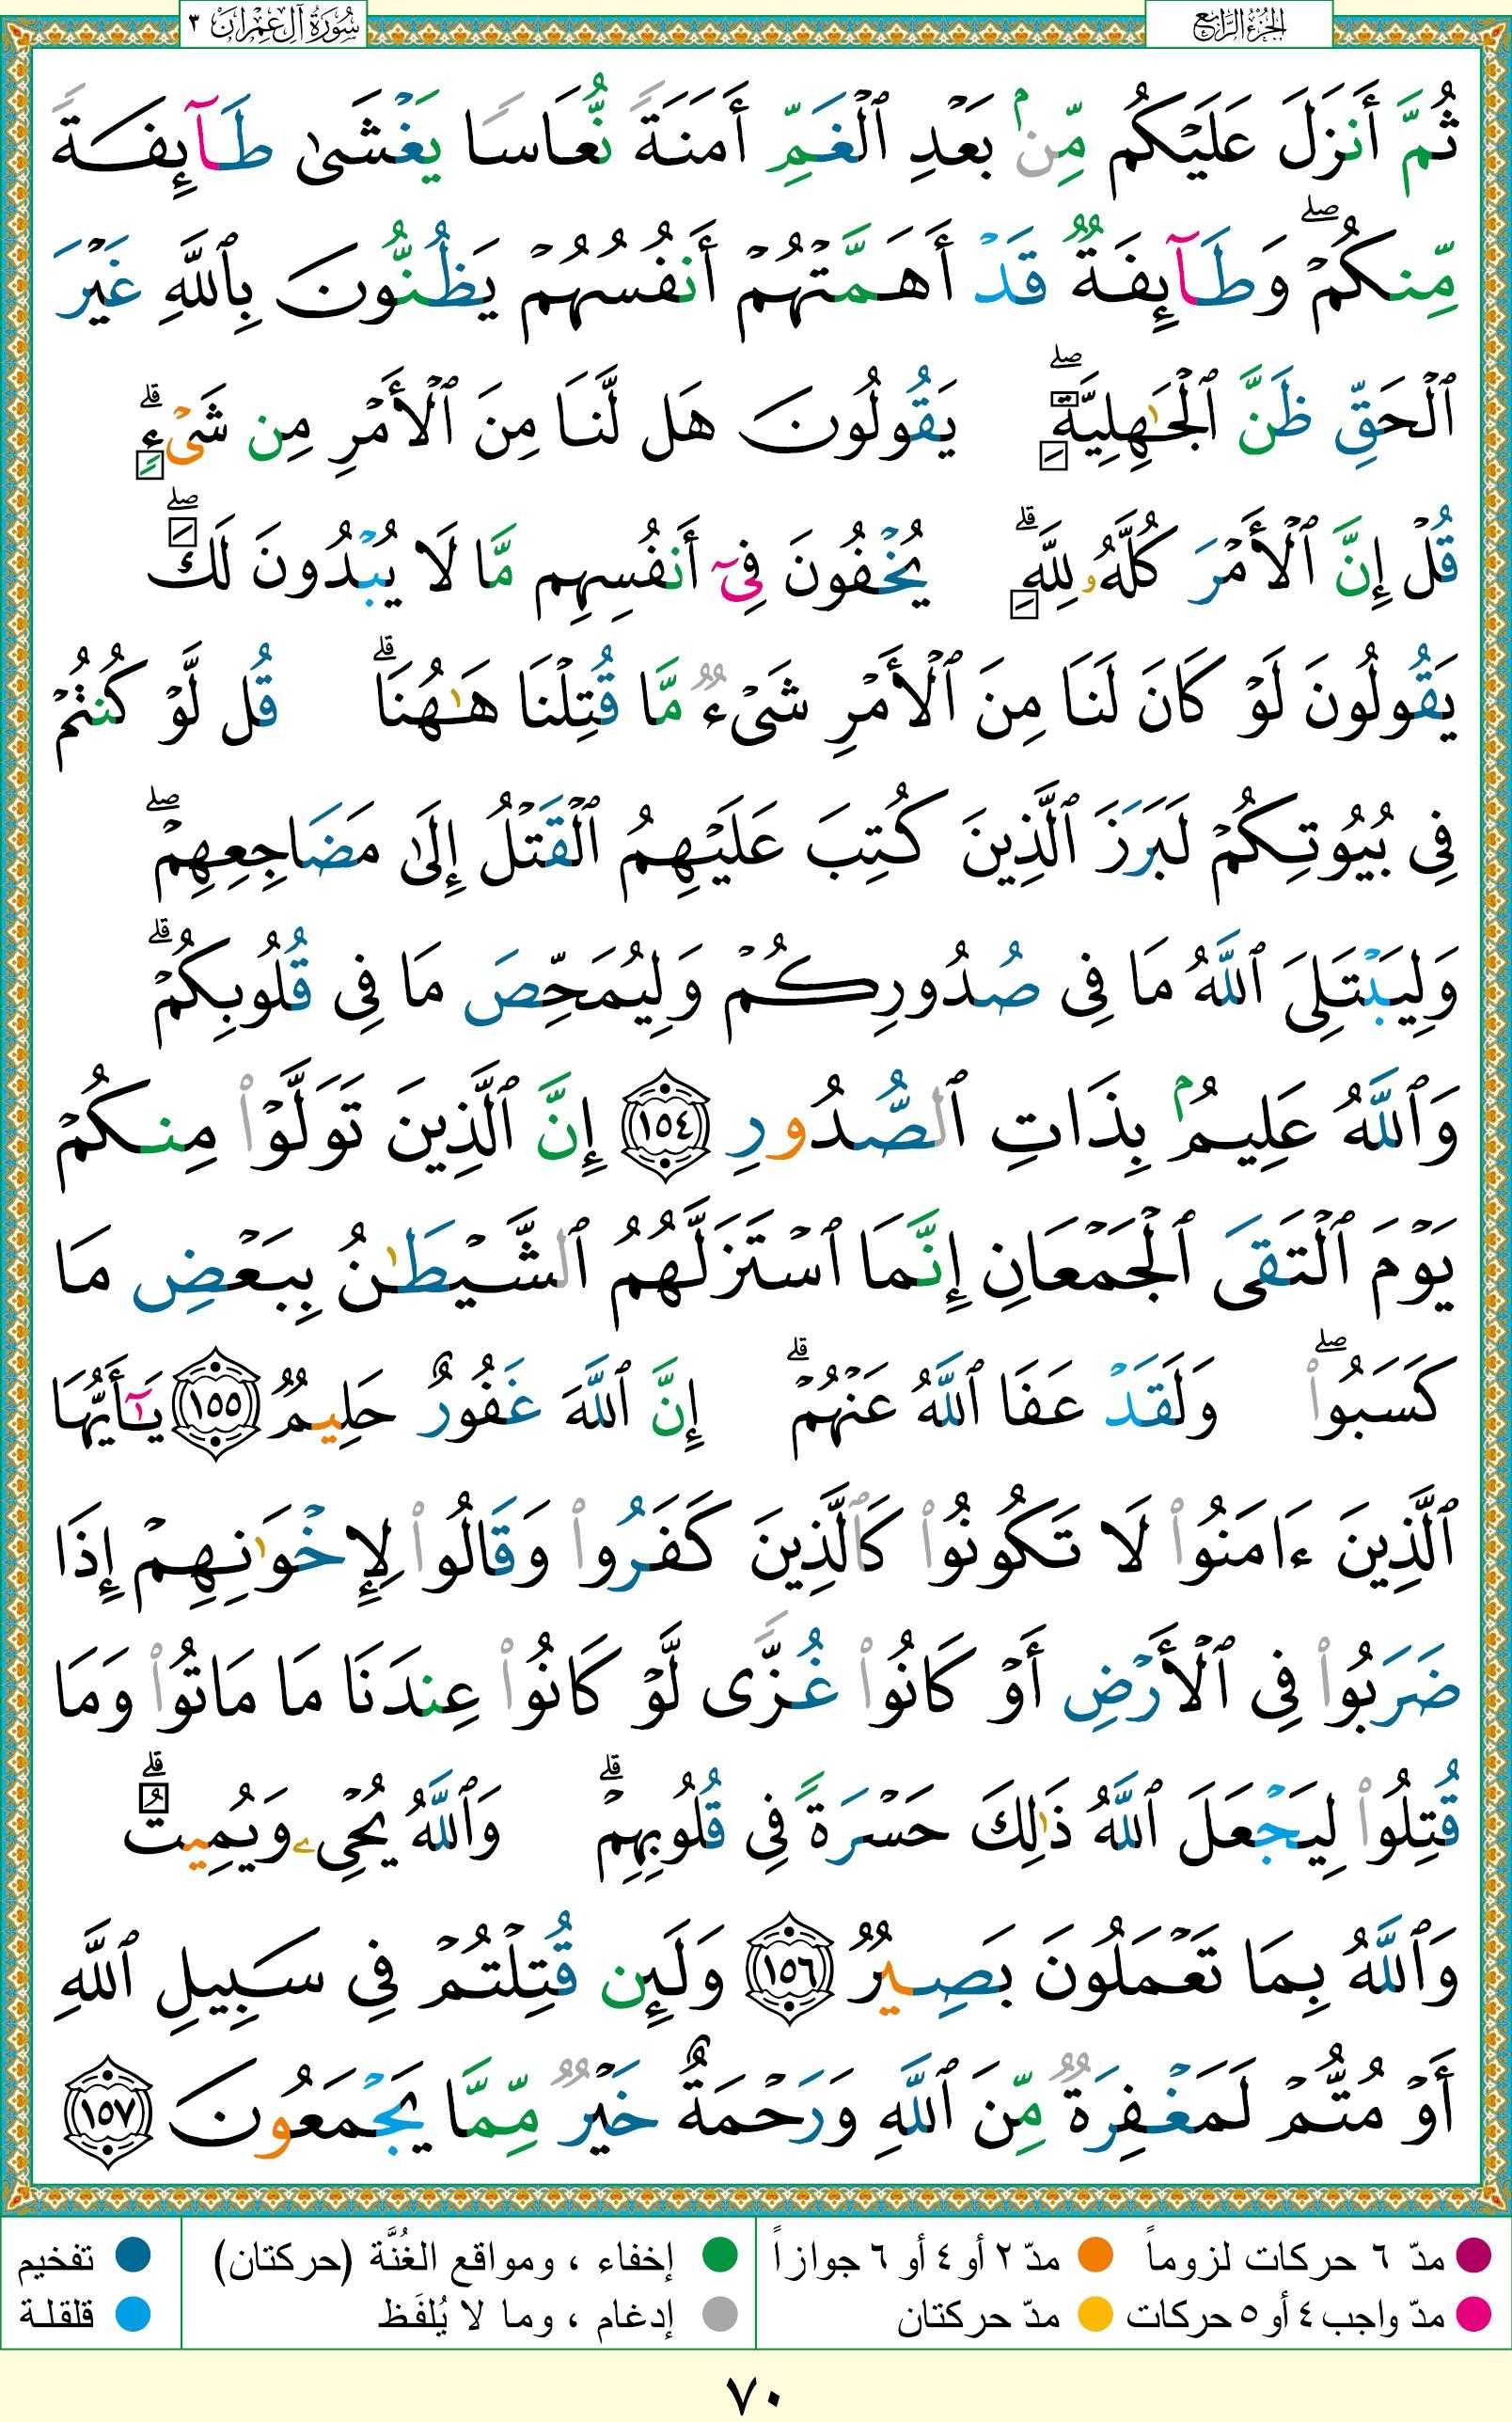 الجزء الرابع
سُورَةُ آلِ عِمْرَان ٣
ثُمَّ أَنزَلَ عَلَيْكُم مِّنۢ بَعْدِ ٱلْغَمِّ أَمَنَةً نُّعَاسًا يَغْشَىٰ طَآئِفَةً
مِّنكُمْ ۖ وَطَآئِفَةٌ قَدْ أَهَمَّتْهُمْ أَنفُسُهُمْ يَظُنُّونَ بِٱللَّهِ غَيْرَ
ٱلْحَقِّ ظَنَّ ٱلْجَـٰهِلِيَّةِ ۖ يَقُولُونَ هَل لَّنَا مِنَ ٱلْأَمْرِ مِن شَىْءٍ ۗ
قُلْ إِنَّ ٱلْأَمْرَ كُلَّهُۥ لِلَّهِ ۗ يُخْفُونَ فِىٓ أَنفُسِهِم مَّا لَا يُبْدُونَ لَكَ ۖ
يَقُولُونَ لَوْ كَانَ لَنَا مِنَ ٱلْأَمْرِ شَىْءٌ مَّا قُتِلْنَا هَـٰهُنَا ۗ قُل لَّوْ كُنتُمْ
فِى بُيُوتِكُمْ لَبَرَزَ ٱلَّذِينَ كُتِبَ عَلَيْهِمُ ٱلْقَتْلُ إِلَىٰ مَضَاجِعِهِمْ ۖ
وَلِيَبْتَلِىَ ٱللَّهُ مَا فِى صُدُورِكُمْ وَلِيُمَحِّصَ مَا فِى قُلُوبِكُمْ ۗ
وَٱللَّهُ عَلِيمٌۢ بِذَاتِ ٱلصُّدُورِ ١٥٤ إِنَّ ٱلَّذِينَ تَوَلَّوْا۟ مِنكُمْ
يَوْمَ ٱلْتَقَى ٱلْجَمْعَانِ إِنَّمَا ٱسْتَزَلَّهُمُ ٱلشَّيْطَـٰنُ بِبَعْضِ مَا
كَسَبُوا۟ ۖ وَلَقَدْ عَفَا ٱللَّهُ عَنْهُمْ ۗ إِنَّ ٱللَّهَ غَفُورٌ حَلِيمٌ ١٥٥ يَـٰٓأَيُّهَا
ٱلَّذِينَ ءَامَنُوا۟ لَا تَكُونُوا۟ كَٱلَّذِينَ كَفَرُوا۟ وَقَالُوا۟ لِإِخْوَٰنِهِمْ إِذَا
ضَرَبُوا۟ فِى ٱلْأَرْضِ أَوْ كَانُوا۟ غُزًّى لَّوْ كَانُوا۟ عِندَنَا مَا مَاتُوا۟ وَمَا
قُتِلُوا۟ لِيَجْعَلَ ٱللَّهُ ذَٰلِكَ حَسْرَةً فِى قُلُوبِهِمْ ۗ وَٱللَّهُ يُحْىِۦ وَيُمِيتُ ۗ
وَٱللَّهُ بِمَا تَعْمَلُونَ بَصِيرٌ ١٥٦ وَلَئِن قُتِلْتُمْ فِى سَبِيلِ ٱللَّهِ
أَوْ مُتُّمْ لَمَغْفِرَةٌ مِّنَ ٱللَّهِ وَرَحْمَةٌ خَيْرٌ مِّمَّا يَجْمَعُونَ ١٥٧
مدّ ٦ حركات لزوماً مدّ ٢ أو ٤ أو ٦ جوازاً إخفاء ، ومواقع الغُنَّة (حركتان) تفخيم
مدّ واجب ٤ أو ٥ حركات مدّ حركتان إدغام ، وما لا يُلفَظ قلقلة
٧٠